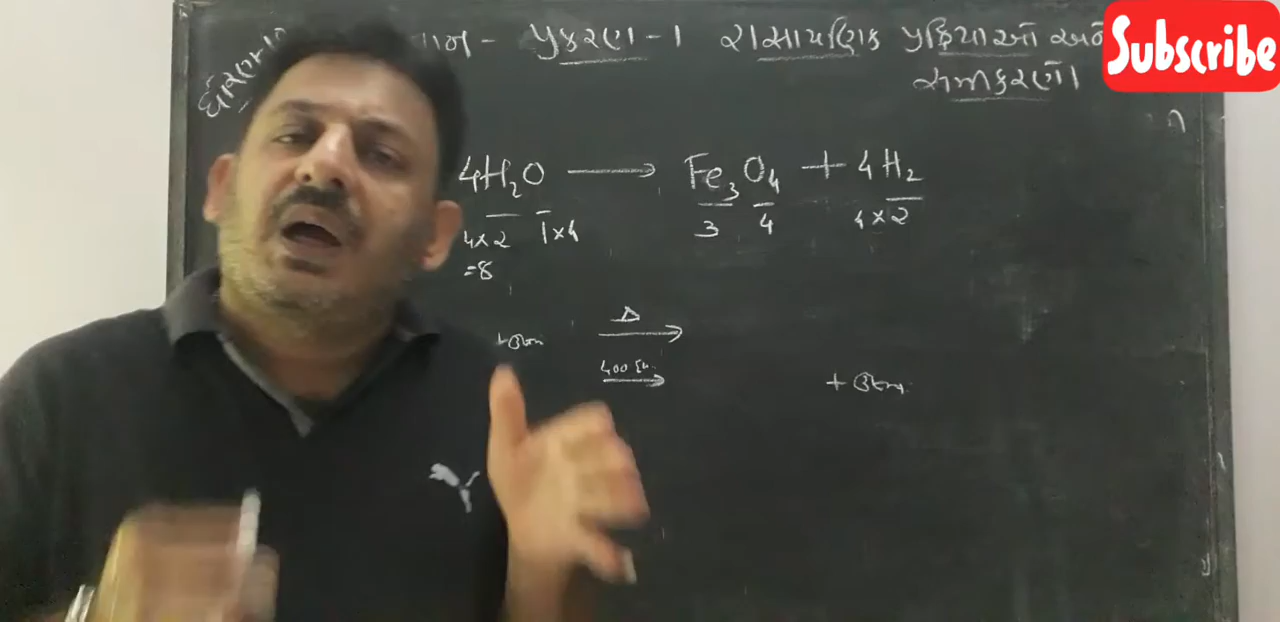 પ્રકરણ - 1 રાસાયણિક પ્રક્રિયાઓ અને
સમીકરણો
Subscribe
4H₂O ⟶ Fe₃O₄ + 4H₂
4×2 1×4 3 4 4×2
=8
Δ
400